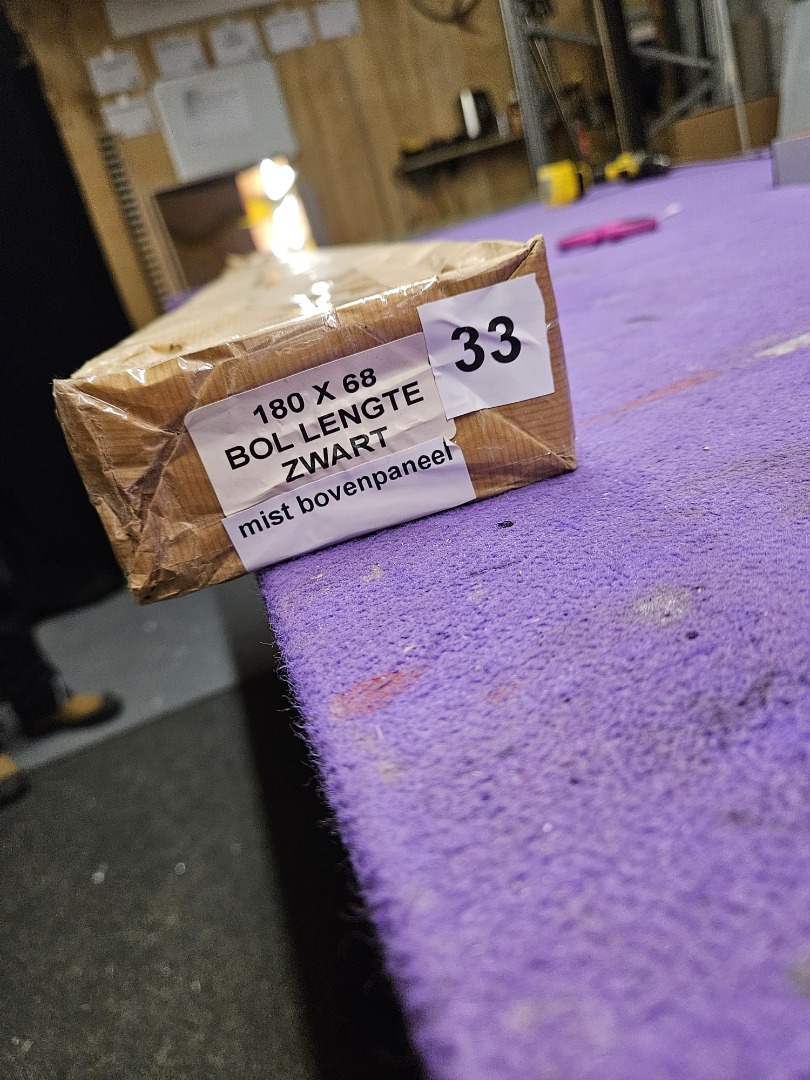 180 X 68
BOL LENGTE
ZWART
mist bovenpaneel
33